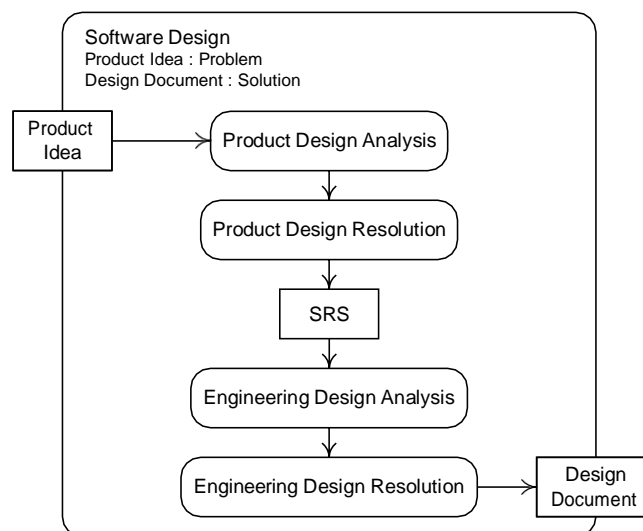 Software Design
Product Idea : Problem
Design Document : Solution
Product
Idea
Product Design Analysis
Product Design Resolution
SRS
Engineering Design Analysis
Engineering Design Resolution
Design
Document